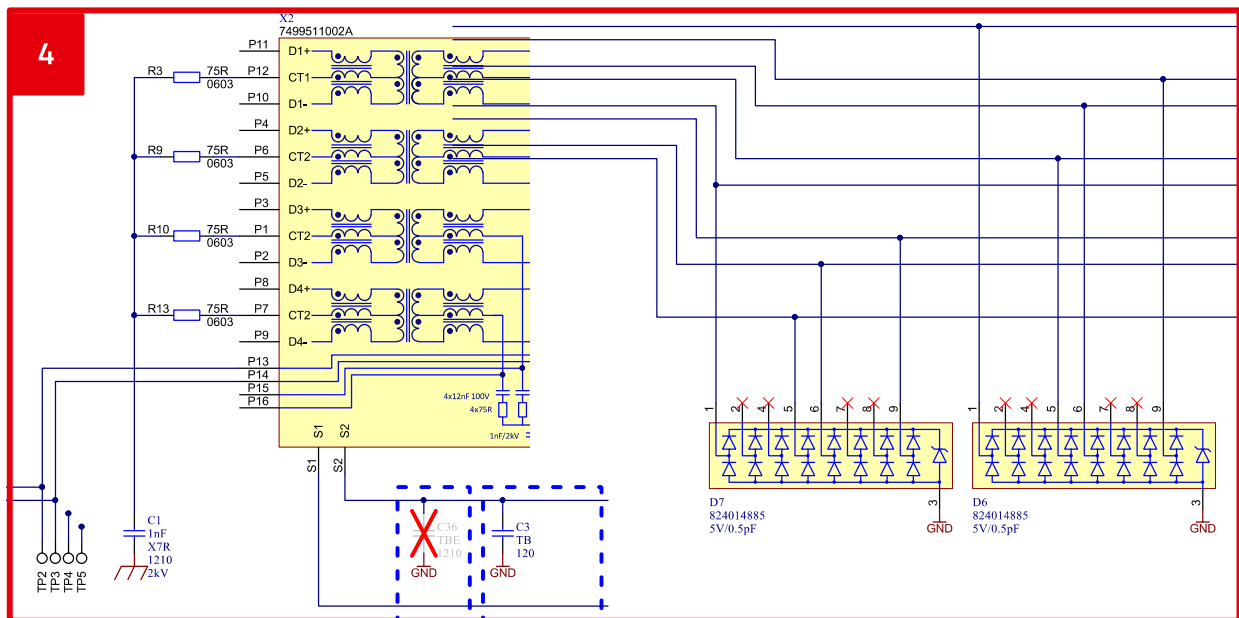 4
X2
7499511002A
P11 D1+
R3 75R P12 CT1
0603
P10 D1-
P4 D2+
R9 75R P6 CT2
0603
P5 D2-
P3 D3+
R10 75R P1 CT2
0603
P2 D3-
P8 D4+
R13 75R P7 CT2
0603
P9 D4-
P13
P14
P15
P16
4x12nF 100V
4x75R
1nF/2kV
S1 S2
S1 S2
1 2 4 5 6 7 8 9
1 2 4 5 6 7 8 9
3
3
D7
824014885
5V/0.5pF
GND
D6
824014885
5V/0.5pF
GND
C1
1nF
X7R
1210
2kV
C36
TBE
1210
GND
C3
TB
120
GND
TP2 TP3 TP4 TP5